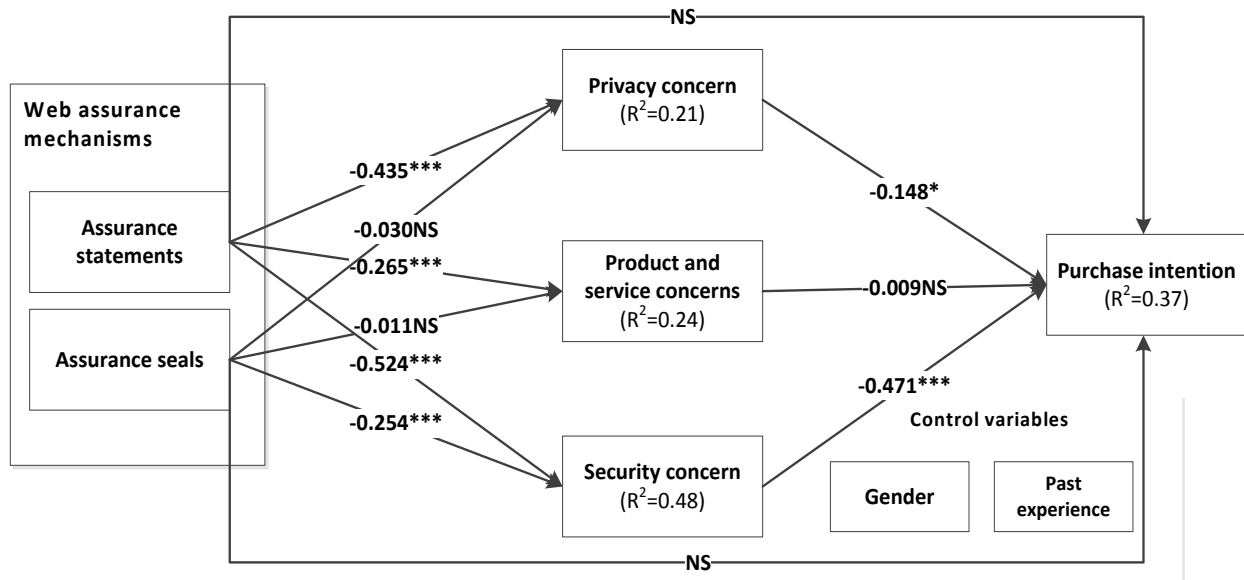 NS
Web assurance
mechanisms
Assurance
statements
Assurance seals
-0.435***
-0.030NS
-0.265***
-0.011NS
-0.524***
-0.254***
Privacy concern
(R²=0.21)
Product and
service concerns
(R²=0.24)
Security concern
(R²=0.48)
-0.148*
-0.009NS
-0.471***
Purchase intention
(R²=0.37)
Control variables
Gender
Past
experience
NS